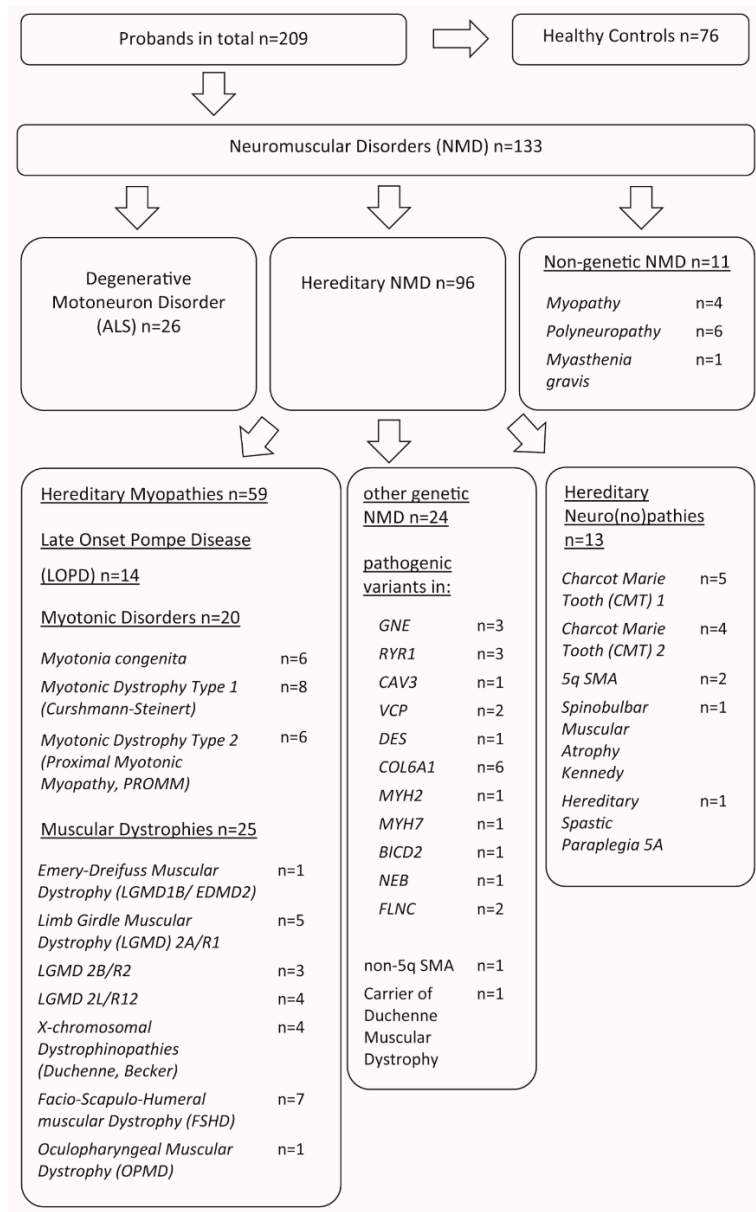 Probands in total n=209
Healthy Controls n=76
Neuromuscular Disorders (NMD) n=133
Degenerative
Motoneuron Disorder
(ALS) n=26
Hereditary NMD n=96
Non-genetic NMD n=11
Myopathy n=4
Polyneuropathy n=6
Myasthenia n=1
gravis
Hereditary Myopathies n=59
Late Onset Pompe Disease
(LOPD) n=14
Myotonic Disorders n=20
Myotonia congenita n=6
Myotonic Dystrophy Type 1 n=8
(Curshmann-Steinert)
Myotonic Dystrophy Type 2 n=6
(Proximal Myotonic
Myopathy, PROMM)
Muscular Dystrophies n=25
Emery-Dreifuss Muscular n=1
Dystrophy (LGMD1B/ EDMD2)
Limb Girdle Muscular n=5
Dystrophy (LGMD) 2A/R1
LGMD 2B/R2 n=3
LGMD 2L/R12 n=4
X-chromosomal n=4
Dystrophinopathies
(Duchenne, Becker)
Facio-Scapulo-Humeral n=7
muscular Dystrophy (FSHD)
Oculopharyngeal Muscular n=1
Dystrophy (OPMD)
other genetic
NMD n=24
pathogenic
variants in:
GNE n=3
RYR1 n=3
CAV3 n=1
VCP n=2
DES n=1
COL6A1 n=6
MYH2 n=1
MYH7 n=1
BICD2 n=1
NEB n=1
FLNC n=2
non-5q SMA n=1
Carrier of n=1
Duchenne
Muscular
Dystrophy
Hereditary
Neuro(no)pathies
n=13
Charcot Marie n=5
Tooth (CMT) 1
Charcot Marie n=4
Tooth (CMT) 2
5q SMA n=2
Spinobulbar n=1
Muscular
Atrophy
Kennedy
Hereditary n=1
Spastic
Paraplegia 5A